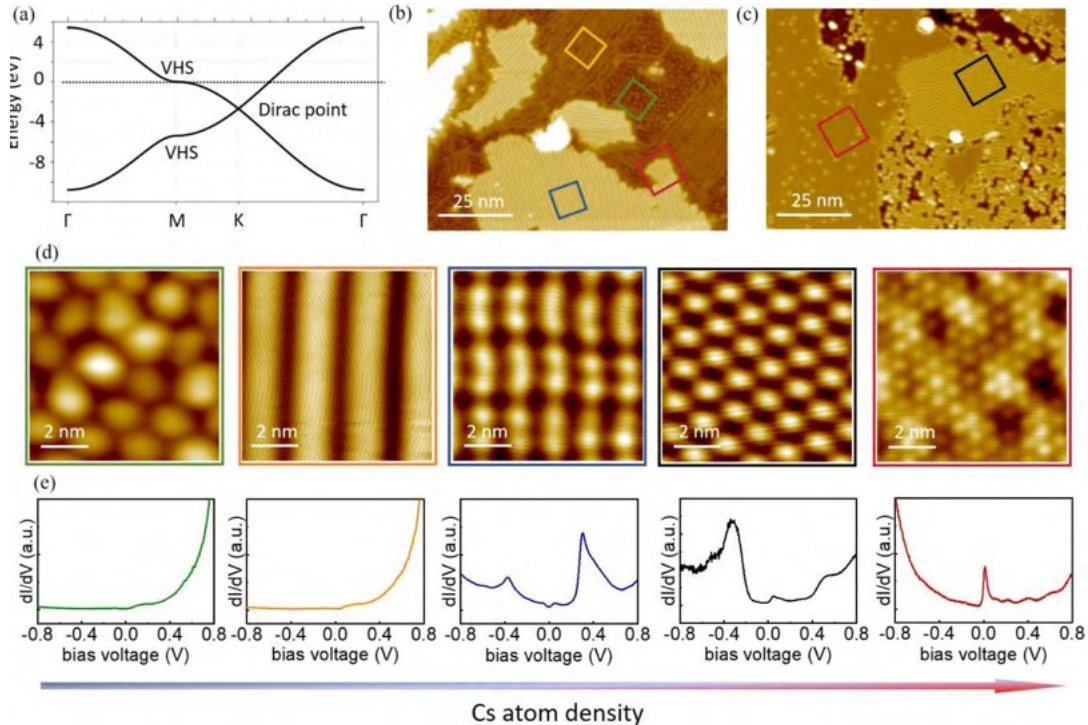 (a)
(b)
(c)
Energy (eV)
4
0
-4
-8
VHS
VHS
Dirac point
Γ
M
K
Γ
25 nm
25 nm
(d)
2 nm
2 nm
2 nm
2 nm
2 nm
(e)
dI/dV (a.u.)
-0.8 -0.4 0.0 0.4 0.8
bias voltage (V)
dI/dV (a.u.)
-0.8 -0.4 0.0 0.4 0.8
bias voltage (V)
dI/dV (a.u.)
-0.8 -0.4 0.0 0.4 0.8
bias voltage (V)
dI/dV (a.u.)
-0.8 -0.4 0.0 0.4 0.8
bias voltage (V)
dI/dV (a.u.)
-0.8 -0.4 0.0 0.4 0.8
bias voltage (V)
Cs atom density